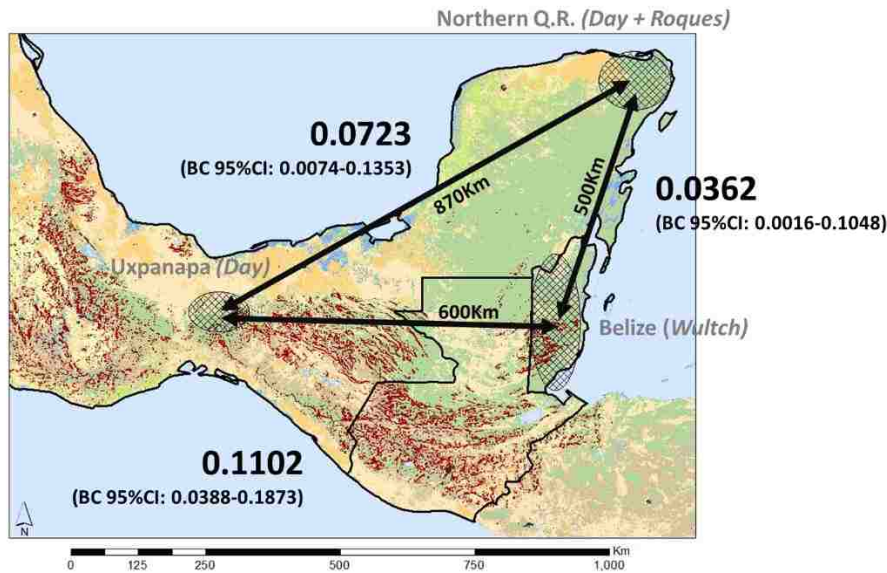 Northern Q.R. (Day + Roques)
0.0723
(BC 95%CI: 0.0074-0.1353)
870Km
500Km
0.0362
(BC 95%CI: 0.0016-0.1048)
Uxpanapa (Day)
600Km
Belize (Wultch)
0.1102
(BC 95%CI: 0.0388-0.1873)
N
Km
0 125 250 500 750 1,000